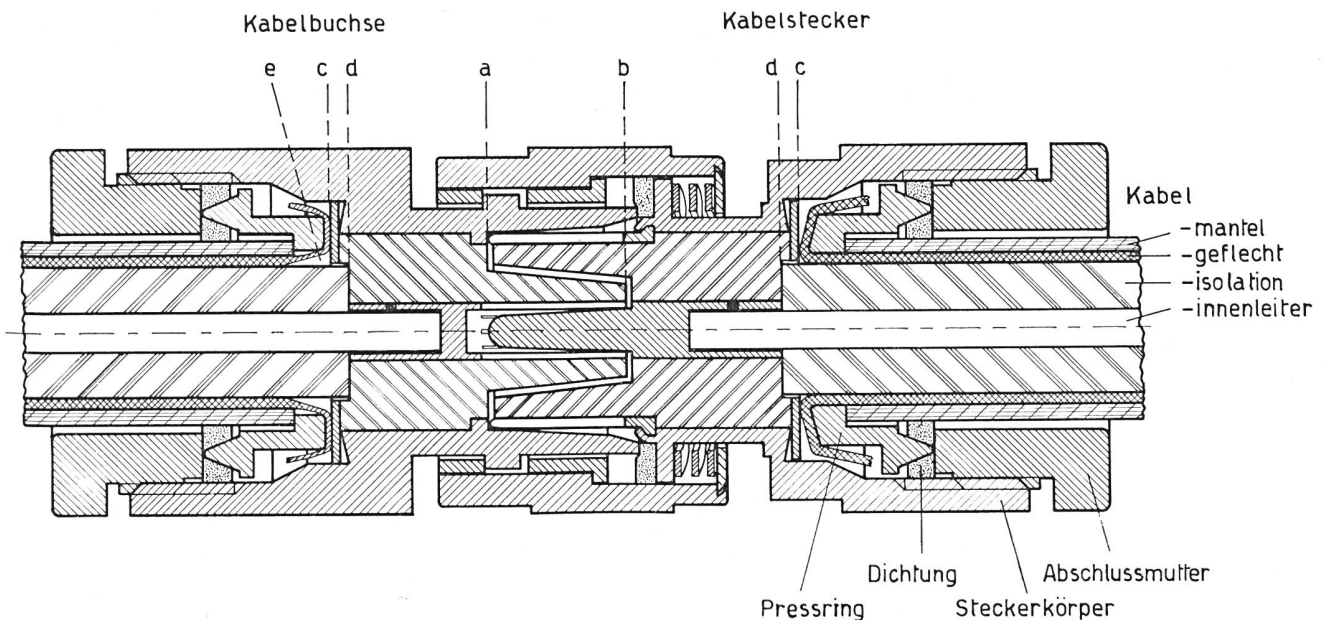 Kabelbuchse
Kabelstecker
e c d a b d c
Kabel
-mantel
-geflecht
-isolation
-innenleiter
Dichtung
Abschlussmutter
Pressring
Steckerkörper